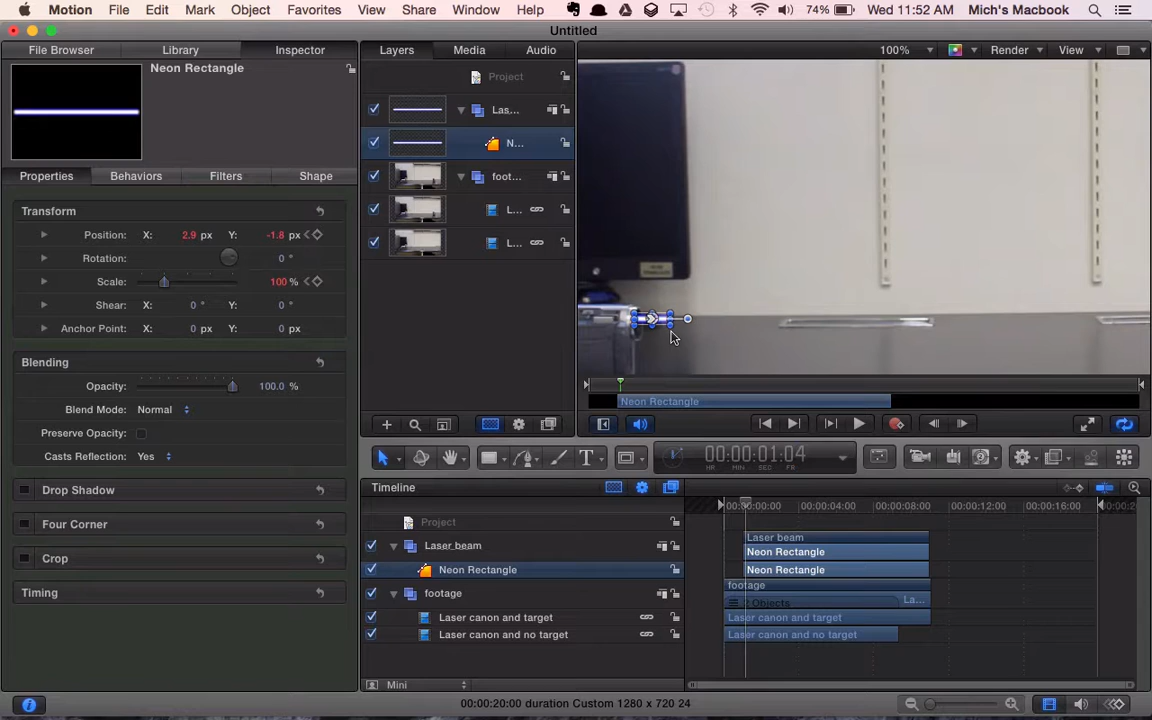 Motion File Edit Mark Object Favorites View Share Window Help 74% Wed 11:52 AM Mich's Macbook
Untitled
File Browser Library Inspector
Layers Media Audio
100% Render View
Neon Rectangle
Project
Las...
N...
foot...
L...
L...
Properties Behaviors Filters Shape
Transform
Position: X: 2.9 px Y: -1.8 px
Rotation: 0 °
Scale: 100 %
Shear: X: 0 ° Y: 0 °
Anchor Point: X: 0 px Y: 0 px
Blending
Opacity: 100.0 %
Blend Mode: Normal
Preserve Opacity:
Casts Reflection: Yes
Drop Shadow
Four Corner
Crop
Timing
Neon Rectangle
T
00:00:01:04
HR MIN SEC FR
Timeline
00:00:00:00 00:00:04:00 00:00:08:00 00:00:12:00 00:00:16:00
Project
Laser beam
Neon Rectangle
footage
Laser canon and target
Laser canon and no target
Laser beam
Neon Rectangle
Neon Rectangle
footage
2 Objects La...
Laser canon and target
Laser canon and no target
Mini
00:00:20:00 duration Custom 1280 x 720 24